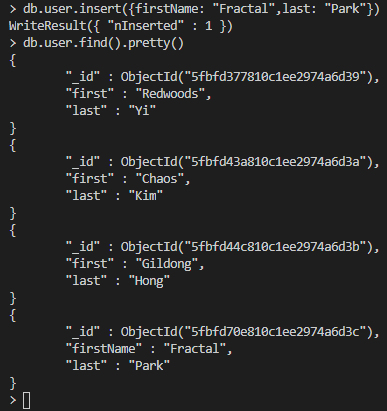 > db.user.insert({firstName: "Fractal",last: "Park"})
WriteResult({ "nInserted" : 1 })
> db.user.find().pretty()
{
        "_id" : ObjectId("5fbfd377810c1ee2974a6d39"),
        "first" : "Redwoods",
        "last" : "Yi"
}
{
        "_id" : ObjectId("5fbfd43a810c1ee2974a6d3a"),
        "first" : "Chaos",
        "last" : "Kim"
}
{
        "_id" : ObjectId("5fbfd44c810c1ee2974a6d3b"),
        "first" : "Gildong",
        "last" : "Hong"
}
{
        "_id" : ObjectId("5fbfd70e810c1ee2974a6d3c"),
        "firstName" : "Fractal",
        "last" : "Park"
}
>